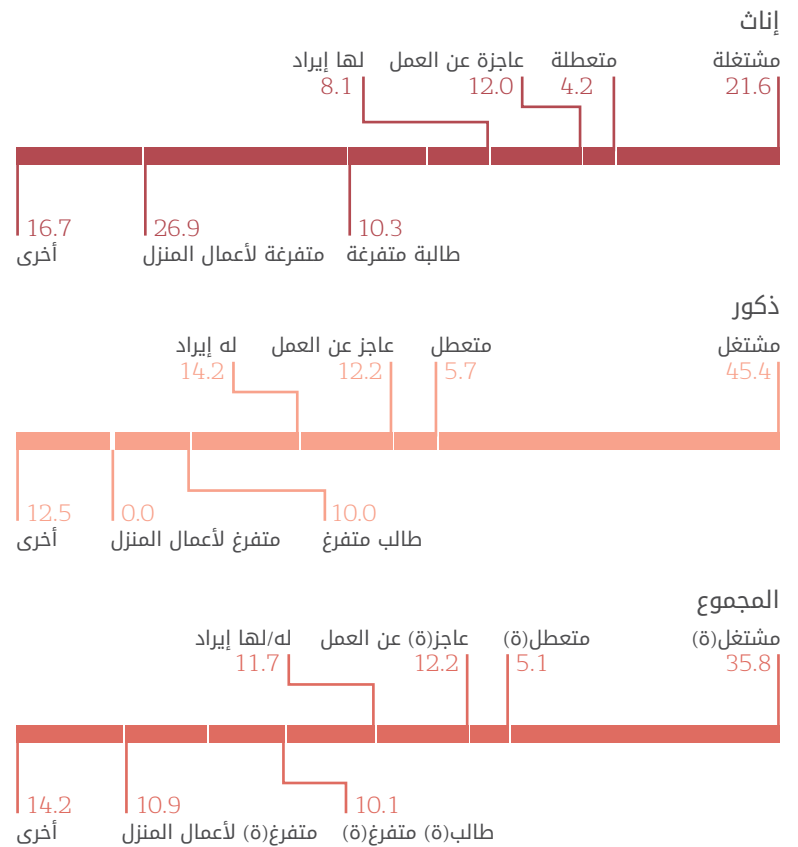 إناث
مشتغلة متعطلة عاجزة عن العمل لها إيراد
21.6 4.2 12.0 8.1
10.3 26.9 16.7
طالبة متفرغة متفرغة لأعمال المنزل أخرى
ذكور
مشتغل متعطل عاجز عن العمل له إيراد
45.4 5.7 12.2 14.2
10.0 0.0 12.5
طالب متفرغ متفرغ لأعمال المنزل أخرى
المجموع
مشتغل(ة) متعطل(ة) عاجز(ة) عن العمل له/لها إيراد
35.8 5.1 12.2 11.7
10.1 10.9 14.2
طالب(ة) متفرغ(ة) متفرغ(ة) لأعمال المنزل أخرى